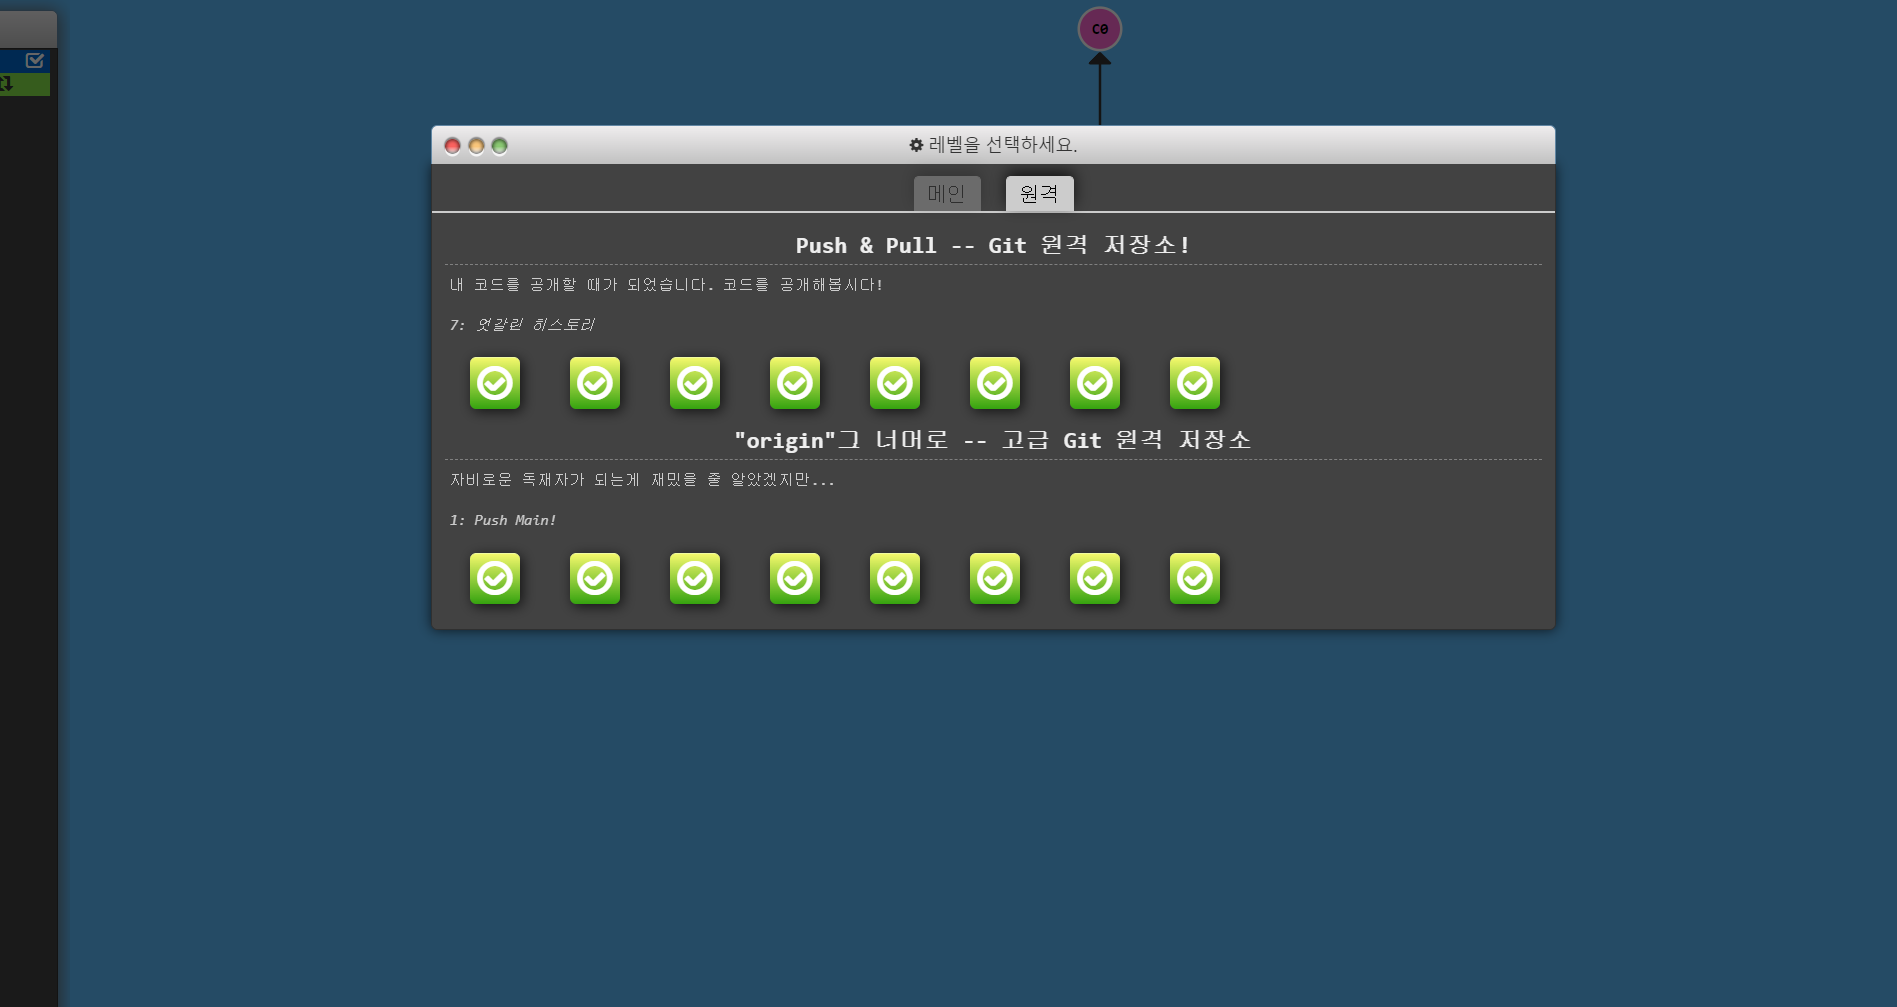 C0
레벨을 선택하세요.
메인 원격
Push & Pull -- Git 원격 저장소!
내 코드를 공개할 때가 되었습니다. 코드를 공개해봅시다!
7: 엇갈린 히스토리
"origin"그 너머로 -- 고급 Git 원격 저장소
자비로운 독재자가 되는게 재밌을 줄 알았겠지만...
1: Push Main!